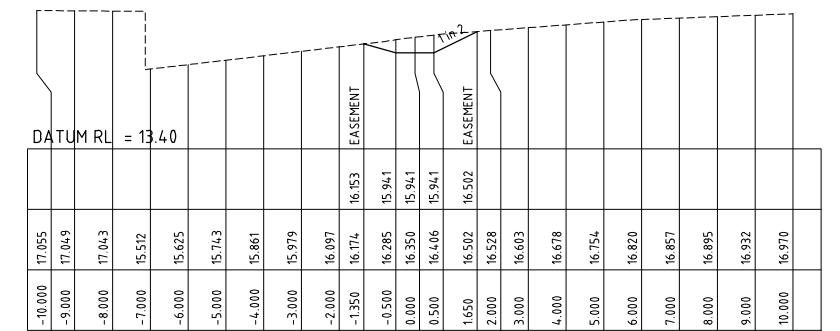 1 in 2
EASEMENT EASEMENT
DATUM RL = 13.40
16.153 15.941 15.941 15.941 16.502
17.055 17.049 17.043 15.512 15.625 15.743 15.861 15.979 16.097 16.174 16.285 16.350 16.406 16.502 16.528 16.603 16.678 16.754 16.820 16.857 16.895 16.932 16.970
-10.000 -9.000 -8.000 -7.000 -6.000 -5.000 -4.000 -3.000 -2.000 -1.350 -0.500 0.000 0.500 1.650 2.000 3.000 4.000 5.000 6.000 7.000 8.000 9.000 10.000